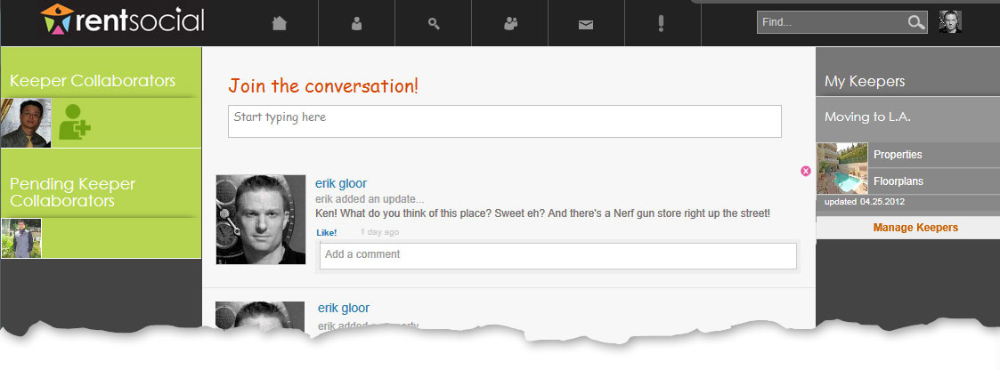 rentsocial
Find...
Keeper Collaborators
Pending Keeper
Collaborators
Join the conversation!
Start typing here
erik gloor
erik added an update...
Ken! What do you think of this place? Sweet eh? And there's a Nerf gun store right up the street!
Like! 1 day ago
Add a comment
erik gloor
erik added
My Keepers
Moving to L.A.
Properties
Floorplans
updated 04.25.2012
Manage Keepers